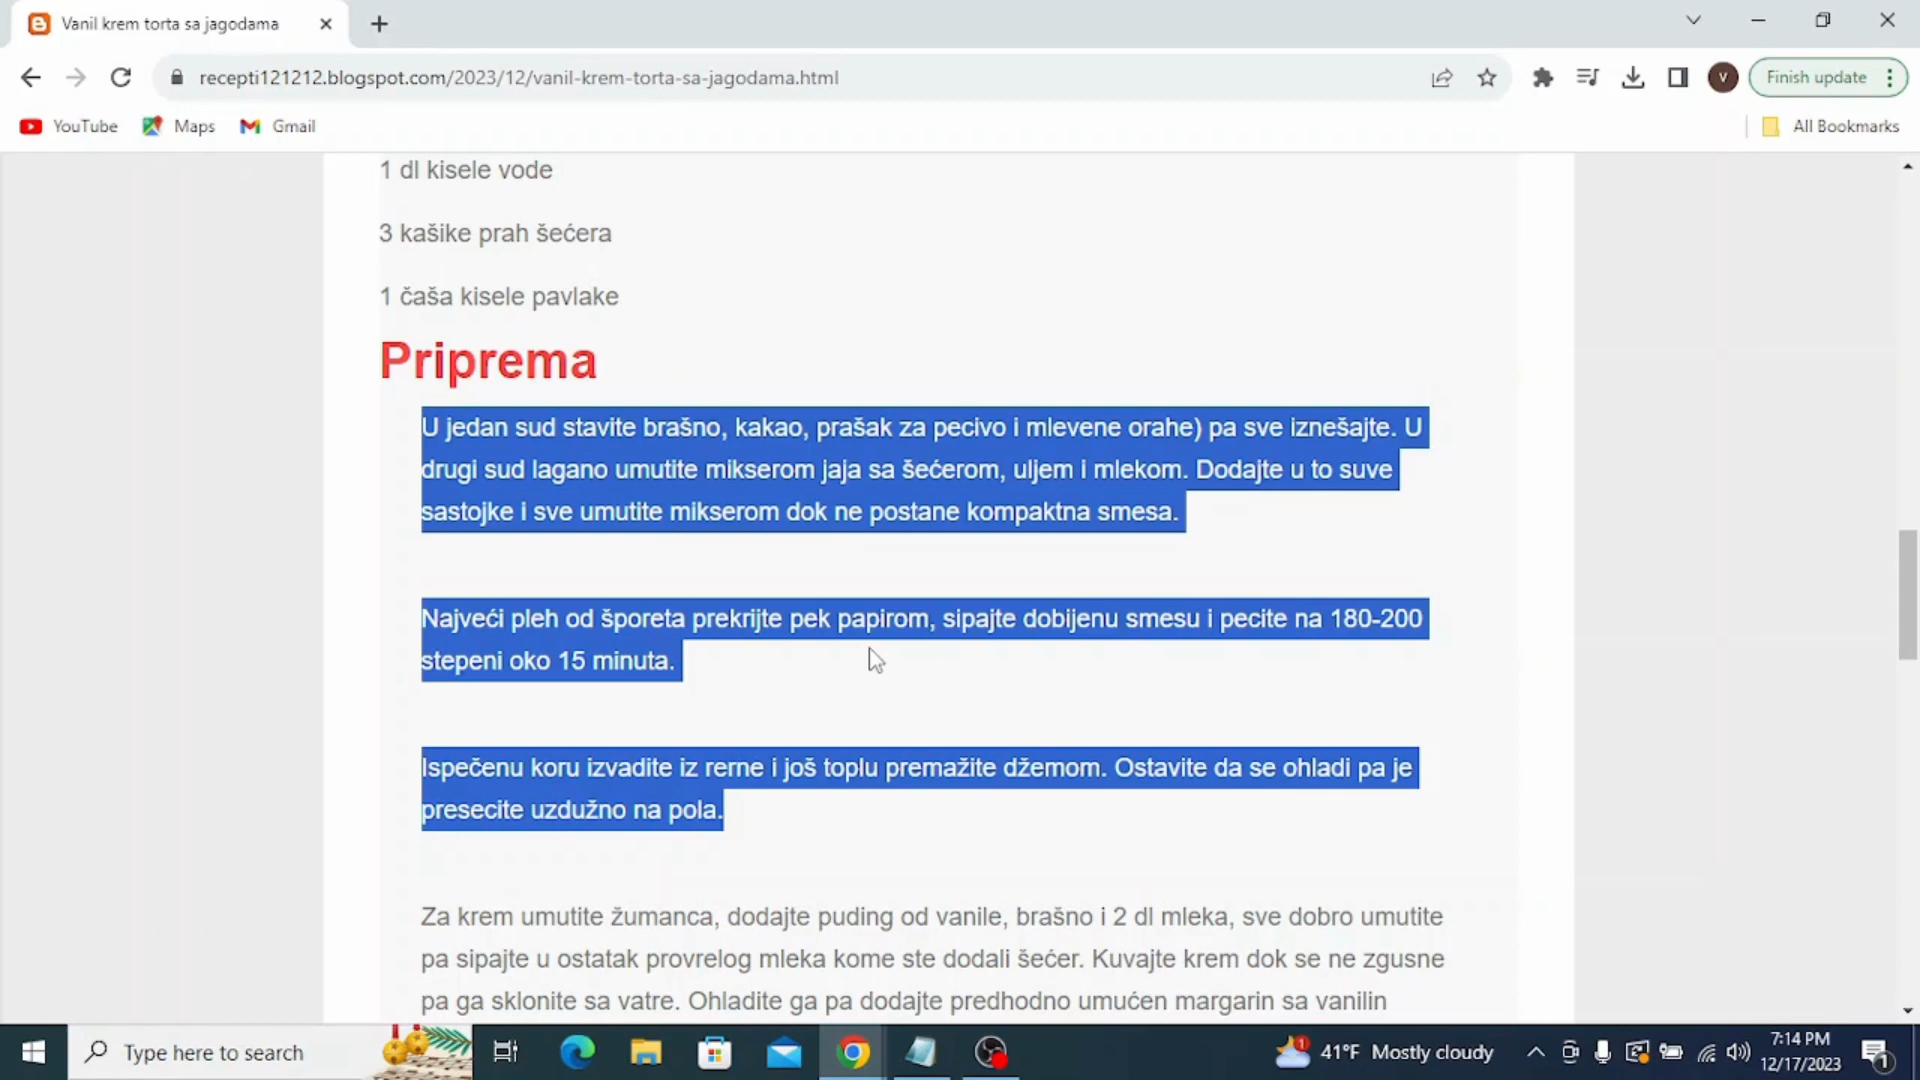 Vanil krem torta sa jagodama
recepti121212.blogspot.com/2023/12/vanil-krem-torta-sa-jagodama.html
V
Finish update
YouTube
Maps
Gmail
All Bookmarks
1 dl kisele vode
3 kašike prah šećera
1 čaša kisele pavlake
Priprema
U jedan sud stavite brašno, kakao, prašak za pecivo i mlevene orahe) pa sve iznešajte. U
drugi sud lagano umutite mikserom jaja sa šećerom, uljem i mlekom. Dodajte u to suve
sastojke i sve umutite mikserom dok ne postane kompaktna smesa.
Najveći pleh od šporeta prekrijte pek papirom, sipajte dobijenu smesu i pecite na 180-200
stepeni oko 15 minuta.
Ispečenu koru izvadite iz rerne i još toplu premažite džemom. Ostavite da se ohladi pa je
presecite uzdužno na pola.
Za krem umutite žumanca, dodajte puding od vanile, brašno i 2 dl mleka, sve dobro umutite
pa sipajte u ostatak provrelog mleka kome ste dodali šećer. Kuvajte krem dok se ne zgusne
pa ga sklonite sa vatre. Ohladite ga pa dodajte predhodno umućen margarin sa vanilin
Type here to search
1
41°F Mostly cloudy
7:14 PM
12/17/2023
1